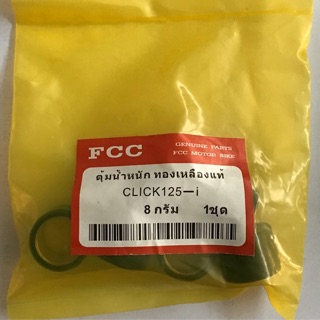 FCC
GENUINE PARTS
FCC MOTOR BIKE
ตุ้มน้ำหนัก ทองเหลืองแท้
CLICK125-i
8 กรัม 1ชุด